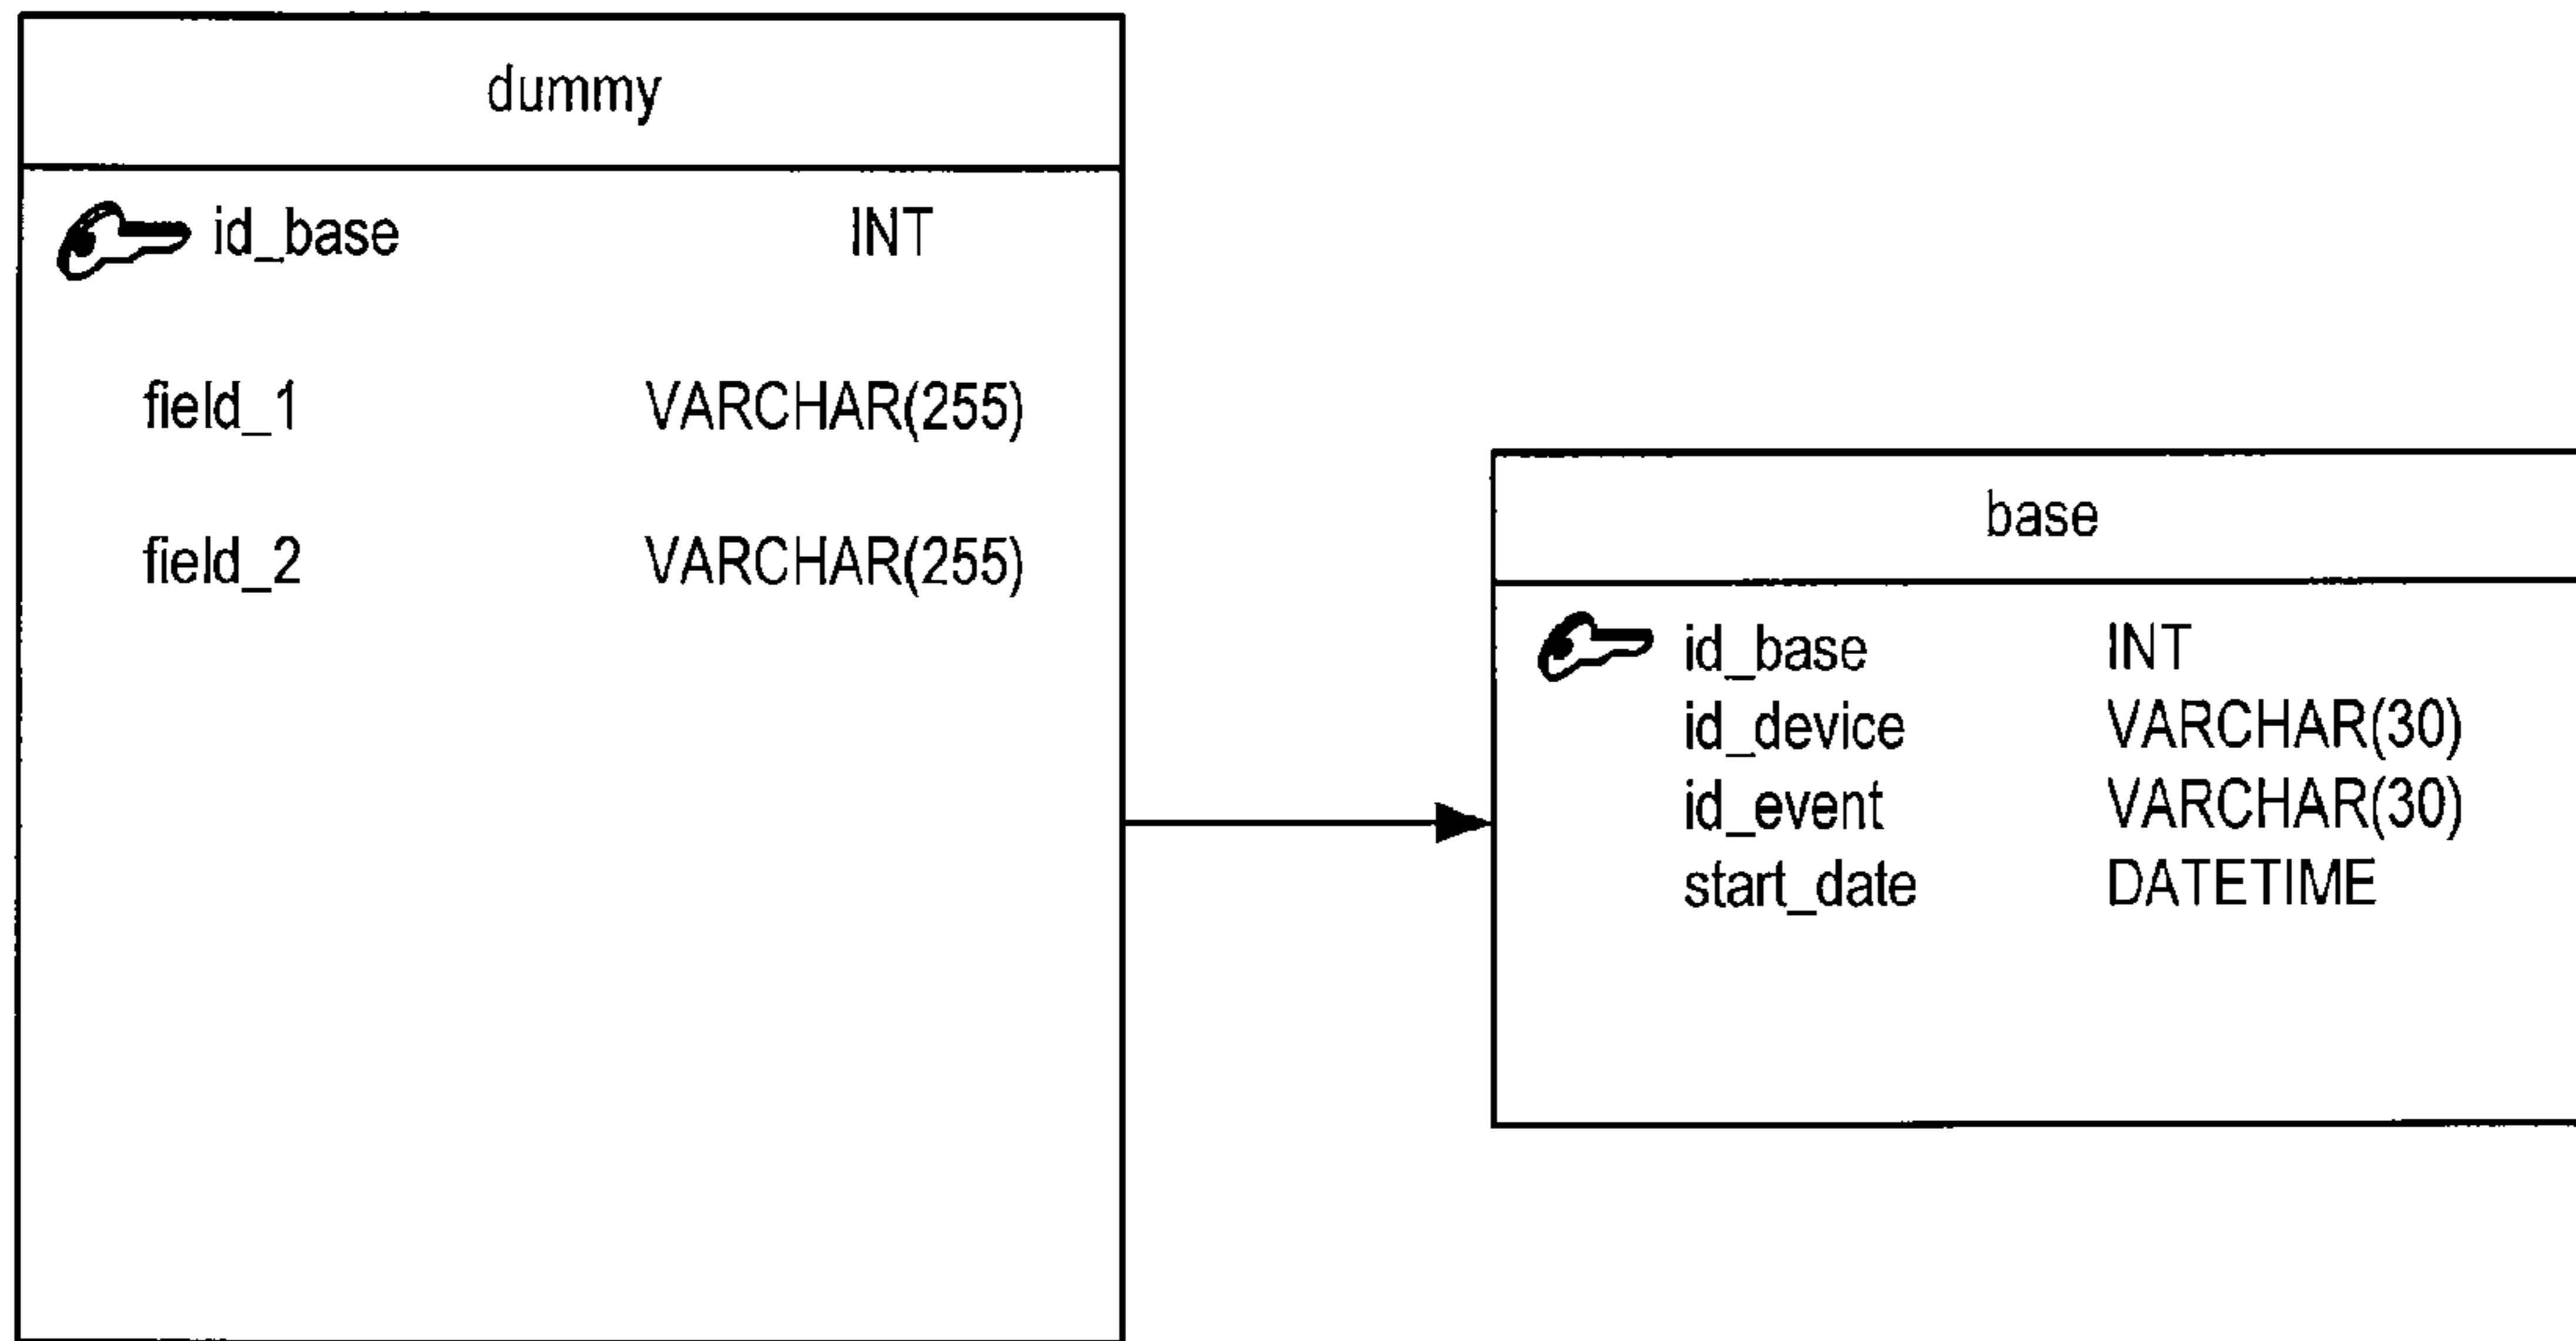 dummy
id_base INT
field_1 VARCHAR(255)
field_2 VARCHAR(255)
base
id_base INT
id_device VARCHAR(30)
id_event VARCHAR(30)
start_date DATETIME